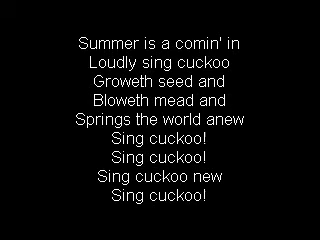 Summer is a comin' in
Loudly sing cuckoo
Groweth seed and
Bloweth mead and
Springs the world anew
Sing cuckoo!
Sing cuckoo!
Sing cuckoo new
Sing cuckoo!